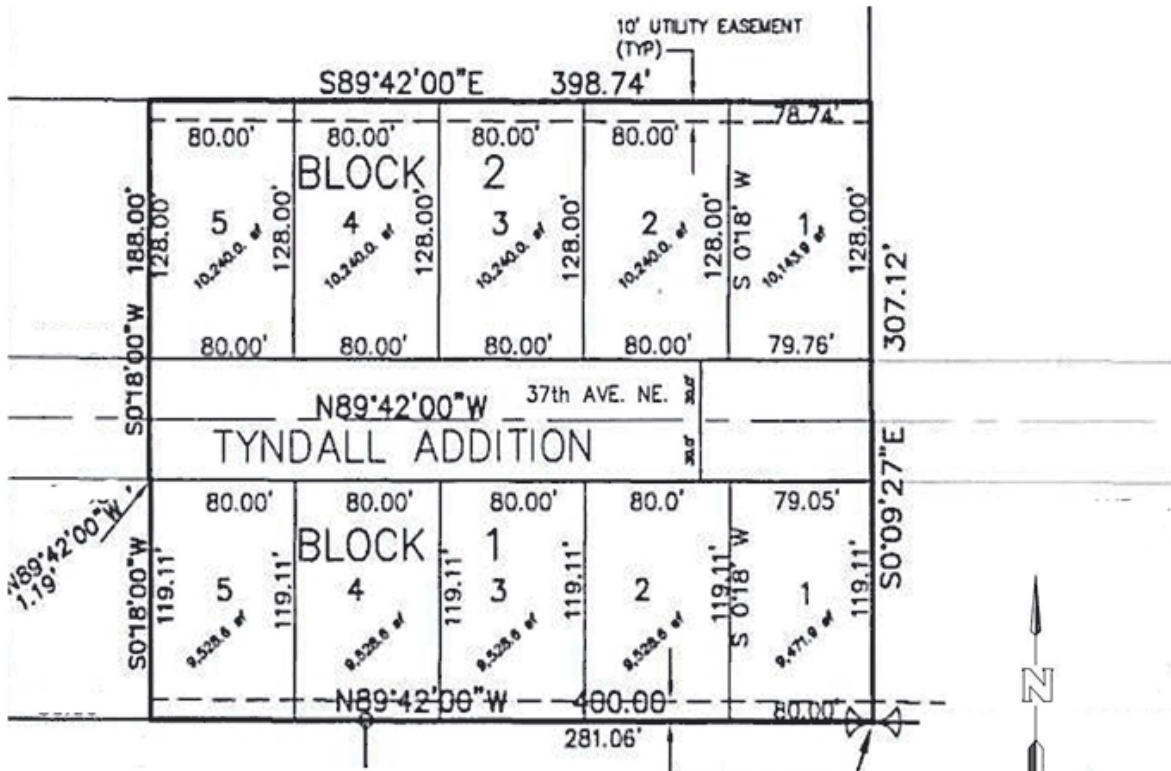 10' UTILITY EASEMENT
(TYP)
S89°42'00"E 398.74'
80.00' 80.00' 80.00' 80.00' 78.74'
BLOCK 2
S0°18'00"W 188.00'
128.00' 128.00' 128.00' 128.00' 128.00' S 0°18' W 128.00'
5 4 3 2 1
10,240.0. sf 10,240.0. sf 10,240.0. sf 10,240.0. sf 10,143.9 sf
307.12'
80.00' 80.00' 80.00' 80.00' 79.76'
37th AVE. NE. 30.0'
N89°42'00"W
TYNDALL ADDITION 30.0'
S0°09'27"E
80.00' 80.00' 80.00' 80.0' 79.05'
N89°42'00"W
1.19'
BLOCK 1
S0°18'00"W
119.11' 119.11' 119.11' 119.11' 119.11' S 0°18' W 119.11'
5 4 3 2 1
9,528.6 sf 9,528.6 sf 9,528.6 sf 9,528.6 sf 9,471.9 sf
N89°42'00"W 400.00' 80.00'
281.06'
N